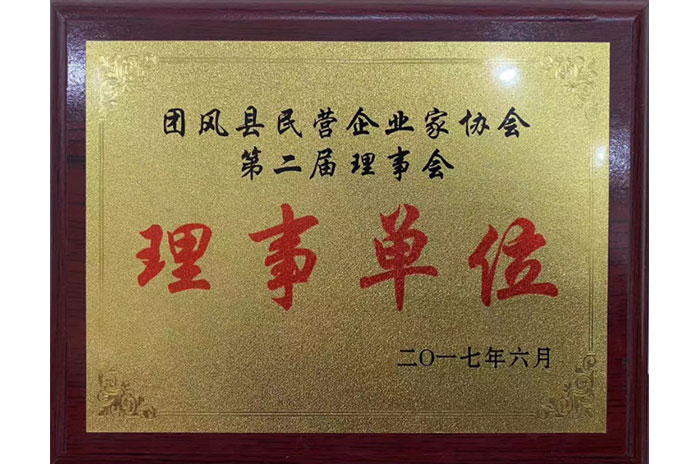 团风县民营企业家协会
第二届理事会
理事单位
二〇一七年六月